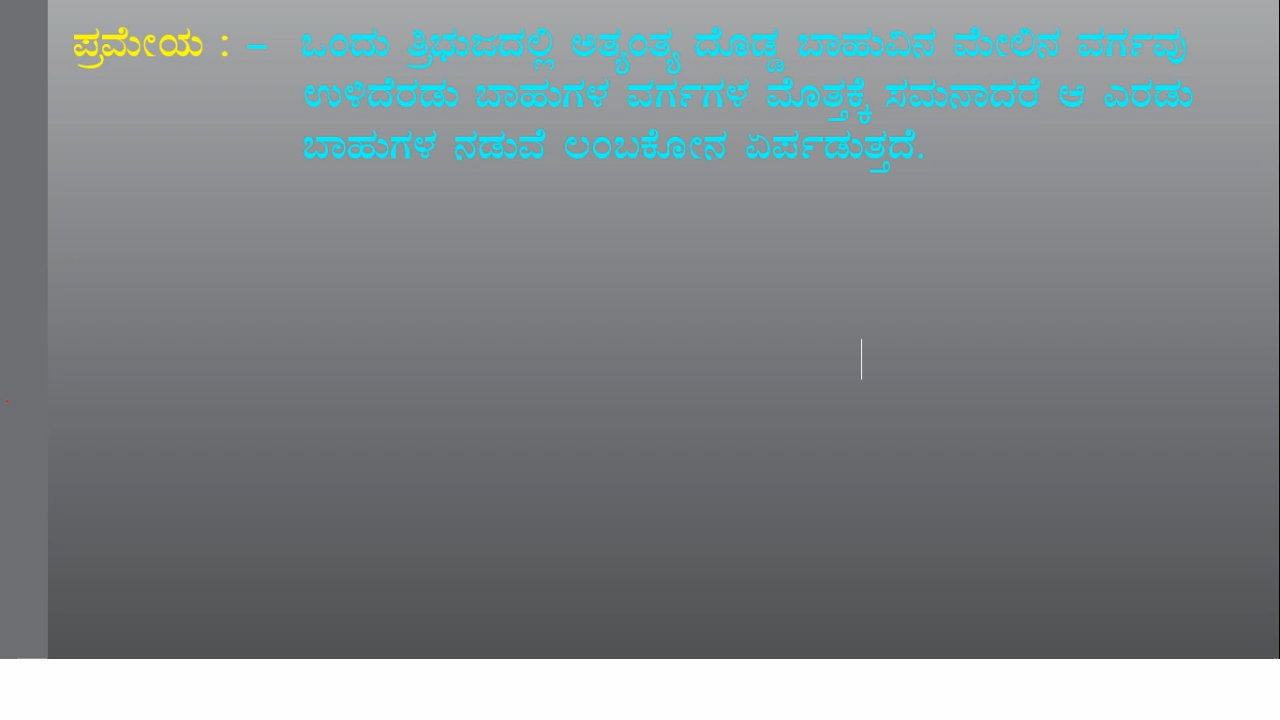 ಪ್ರಮೇಯ : – ಒಂದು ತ್ರಿಭುಜದಲ್ಲಿ ಅತ್ಯಂತ್ಯ ದೊಡ್ಡ ಬಾಹುವಿನ ಮೇಲಿನ ವರ್ಗವು
ಉಳಿದೆರಡು ಬಾಹುಗಳ ವರ್ಗಗಳ ಮೊತ್ತಕ್ಕೆ ಸಮನಾದರೆ ಆ ಎರಡು
ಬಾಹುಗಳ ನಡುವೆ ಲಂಬಕೋನ ಏರ್ಪಡುತ್ತದೆ.